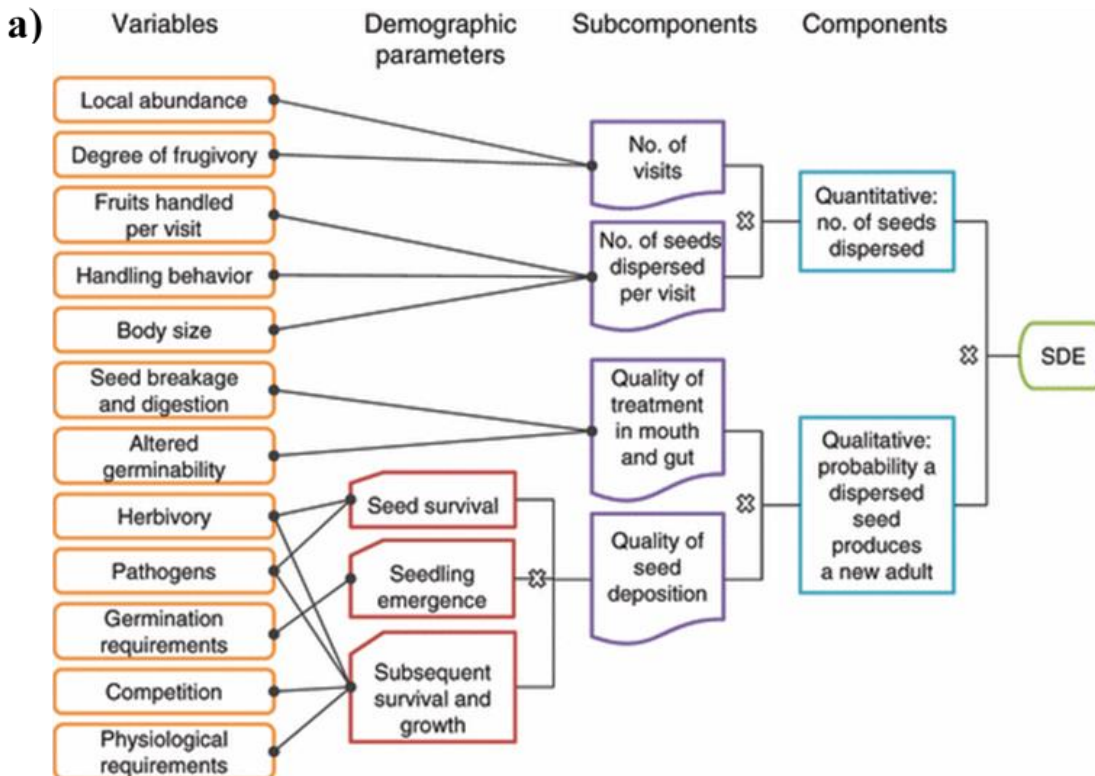 a)
Variables
Demographic
parameters
Subcomponents
Components
Local abundance
Degree of frugivory
Fruits handled
per visit
Handling behavior
Body size
Seed breakage
and digestion
Altered
germinability
Herbivory
Pathogens
Germination
requirements
Competition
Physiological
requirements
Seed survival
Seedling
emergence
Subsequent
survival and
growth
No. of
visits
No. of seeds
dispersed
per visit
Quality of
treatment
in mouth
and gut
Quality of
seed
deposition
Quantitative:
no. of seeds
dispersed
Qualitative:
probability a
dispersed
seed
produces
a new adult
SDE